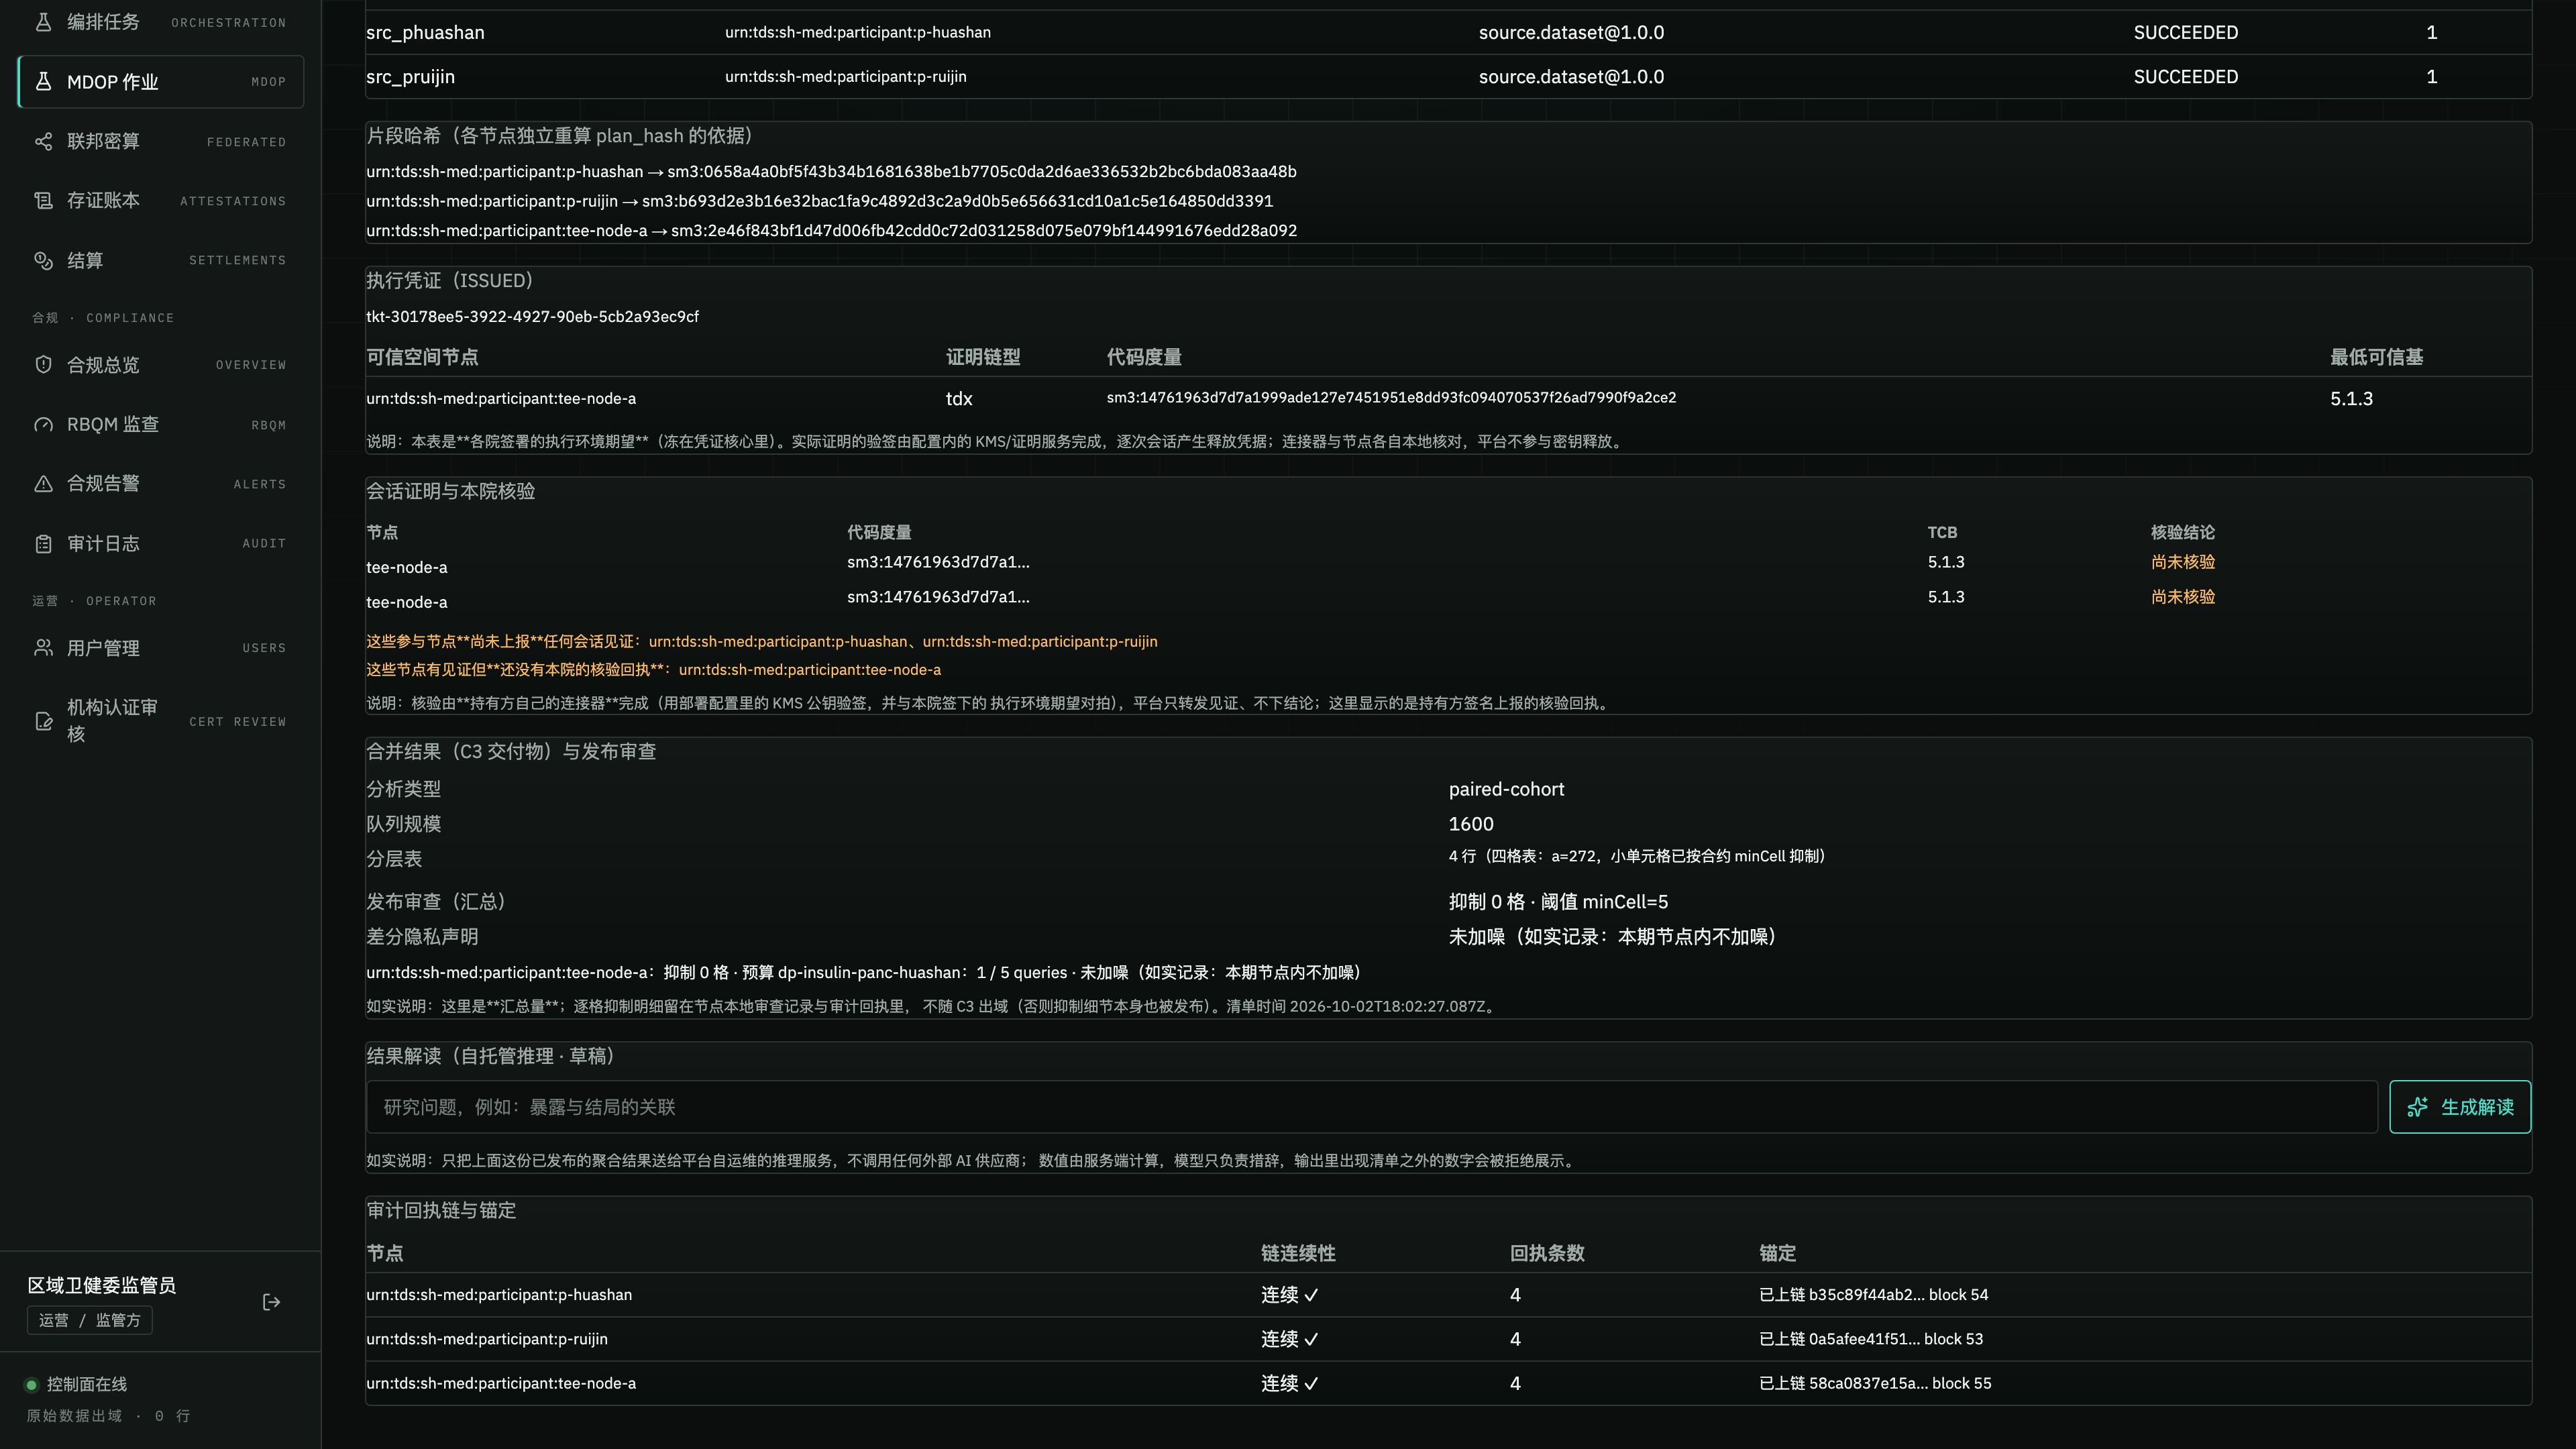 编排任务 ORCHESTRATION
MDOP 作业 MDOP
联邦密算 FEDERATED
存证账本 ATTESTATIONS
结算 SETTLEMENTS
合规 · COMPLIANCE
合规总览 OVERVIEW
RBQM 监查 RBQM
合规告警 ALERTS
审计日志 AUDIT
运营 · OPERATOR
用户管理 USERS
机构认证审
核
CERT REVIEW
区域卫健委监管员
运营 / 监管方
控制面在线
原始数据出域 · 0 行
src_phuashan urn:tds:sh-med:participant:p-huashan source.dataset@1.0.0 SUCCEEDED 1
src_pruijin urn:tds:sh-med:participant:p-ruijin source.dataset@1.0.0 SUCCEEDED 1
片段哈希（各节点独立重算 plan_hash 的依据）
urn:tds:sh-med:participant:p-huashan → sm3:0658a4a0bf5f43b34b1681638be1b7705c0da2d6ae336532b2bc6bda083aa48b
urn:tds:sh-med:participant:p-ruijin → sm3:b693d2e3b16e32bac1fa9c4892d3c2a9d0b5e656631cd10a1c5e164850dd3391
urn:tds:sh-med:participant:tee-node-a → sm3:2e46f843bf1d47d006fb42cdd0c72d031258d075e079bf144991676edd28a092
执行凭证（ISSUED）
tkt-30178ee5-3922-4927-90eb-5cb2a93ec9cf
可信空间节点 证明链型 代码度量 最低可信基
urn:tds:sh-med:participant:tee-node-a tdx sm3:14761963d7d7a1999ade127e7451951e8dd93fc094070537f26ad7990f9a2ce2 5.1.3
说明：本表是**各院签署的执行环境期望**（冻在凭证核心里）。实际证明的验签由配置内的 KMS/证明服务完成，逐次会话产生释放凭据；连接器与节点各自本地核对，平台不参与密钥释放。
会话证明与本院核验
节点 代码度量 TCB 核验结论
tee-node-a sm3:14761963d7d7a1… 5.1.3 尚未核验
tee-node-a sm3:14761963d7d7a1… 5.1.3 尚未核验
这些参与节点**尚未上报**任何会话见证：urn:tds:sh-med:participant:p-huashan、urn:tds:sh-med:participant:p-ruijin
这些节点有见证但**还没有本院的核验回执**：urn:tds:sh-med:participant:tee-node-a
说明：核验由**持有方自己的连接器**完成（用部署配置里的 KMS 公钥验签，并与本院签下的 执行环境期望对拍），平台只转发见证、不下结论；这里显示的是持有方签名上报的核验回执。
合并结果（C3 交付物）与发布审查
分析类型 paired-cohort
队列规模 1600
分层表 4 行（四格表：a=272，小单元格已按合约 minCell 抑制）
发布审查（汇总） 抑制 0 格 · 阈值 minCell=5
差分隐私声明 未加噪（如实记录：本期节点内不加噪）
urn:tds:sh-med:participant:tee-node-a：抑制 0 格 · 预算 dp-insulin-panc-huashan：1 / 5 queries · 未加噪（如实记录：本期节点内不加噪）
如实说明：这里是**汇总量**；逐格抑制明细留在节点本地审查记录与审计回执里， 不随 C3 出域（否则抑制细节本身也被发布）。清单时间 2026-10-02T18:02:27.087Z。
结果解读（自托管推理 · 草稿）
研究问题，例如：暴露与结局的关联 生成解读
如实说明：只把上面这份已发布的聚合结果送给平台自运维的推理服务，不调用任何外部 AI 供应商； 数值由服务端计算，模型只负责措辞，输出里出现清单之外的数字会被拒绝展示。
审计回执链与锚定
节点 链连续性 回执条数 锚定
urn:tds:sh-med:participant:p-huashan 连续 ✓ 4 已上链 b35c89f44ab2… block 54
urn:tds:sh-med:participant:p-ruijin 连续 ✓ 4 已上链 0a5afee41f51… block 53
urn:tds:sh-med:participant:tee-node-a 连续 ✓ 4 已上链 58ca0837e15a… block 55